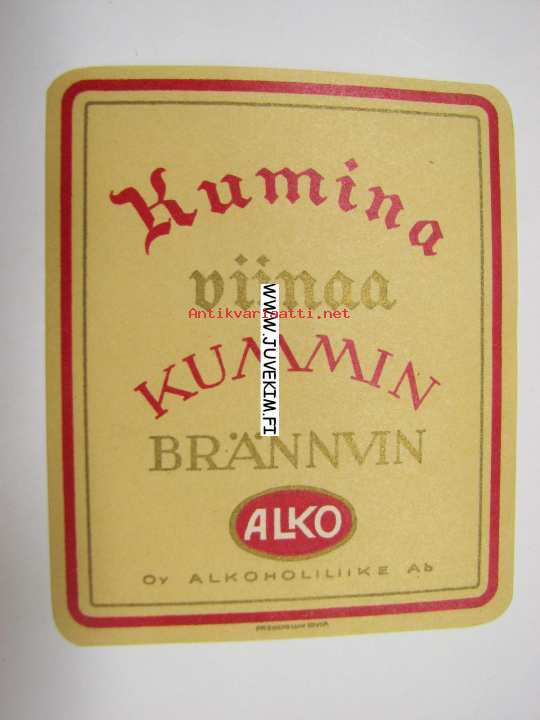 Kumina
viinaa
Antikvariaatti.net
WWW.JUVEKIM.FI
KUMMIN
BRÄNNVIN
ALKO
Oy ALKOHOLILIIKE Ab